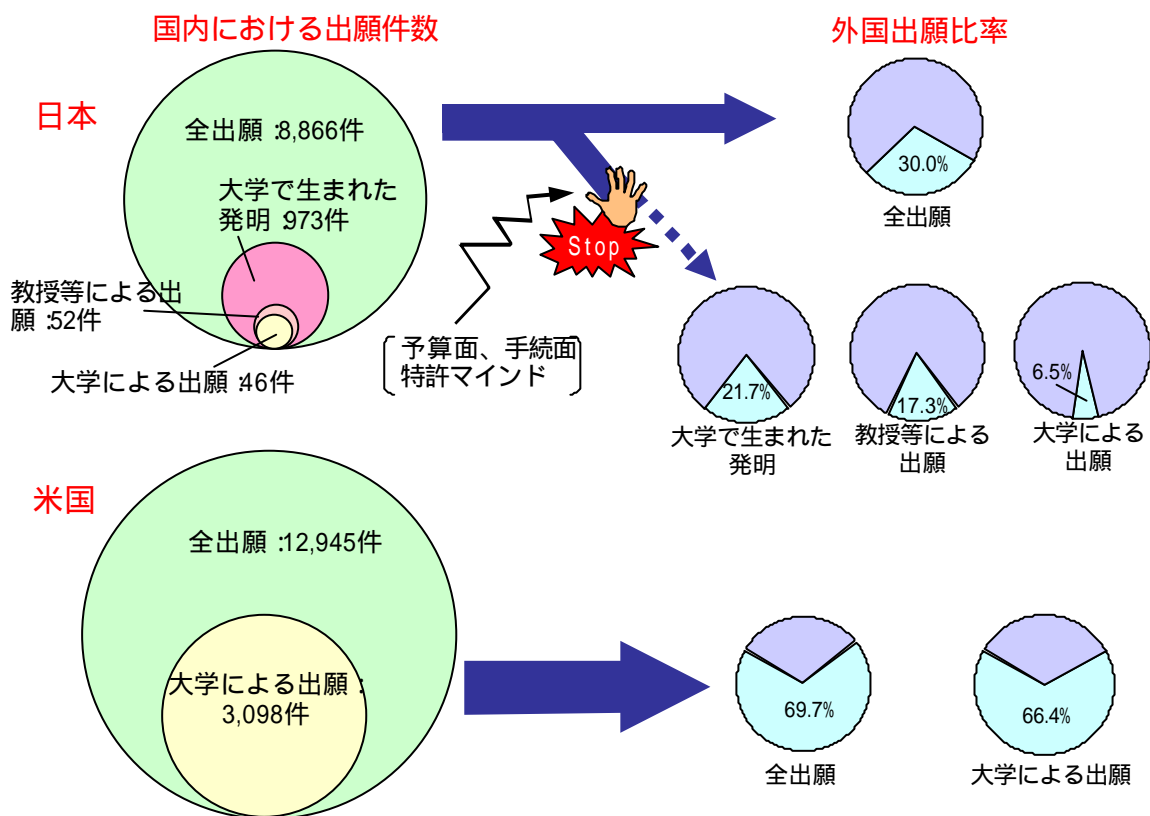 国内における出願件数
外国出願比率
日本
全出願 :8,866件
大学で生まれた
発明 :973件
教授等による出
願 :52件
大学による出願 :46件
Stop
予算面、手続面
特許マインド
30.0%
全出願
21.7%
大学で生まれた
発明
17.3%
教授等による
出願
6.5%
大学による
出願
米国
全出願 :12,945件
大学による出願 :
3,098件
69.7%
全出願
66.4%
大学による出願